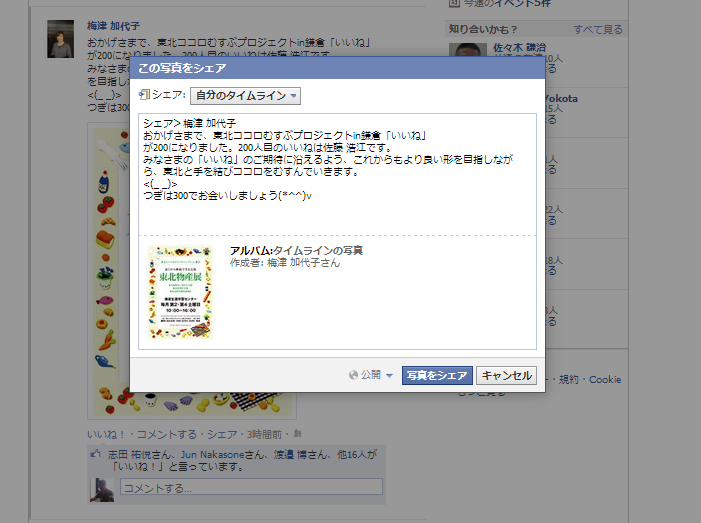 梅津 加代子
おかげさまで、東北ココロむすぶプロジェクトin鎌倉「いいね」
が200になりました。200人目のいいねは佐藤 浩江です。
みなさまの
を目指し
<(_ _)>
つぎは300
今週のイベント5件
知り合いかも? すべて見る
佐々木 謙治
10人
Yokota
1人
22人
18人
3人
・規約・Cookie
もっと見る
この写真をシェア
シェア: 自分のタイムライン
シェア>梅津 加代子
おかげさまで、東北ココロむすぶプロジェクトin鎌倉「いいね」
が200になりました。200人目のいいねは佐藤 浩江です。
みなさまの「いいね」のご期待に沿えるよう、これからもより良い形を目指しなが
ら、東北と手を結びココロをむすんでいきます。
<(_ _)>
つぎは300でお会いしましょう(*^^)v
東北物産展
毎月 第2・第4 土曜日
10:00~16:00
アルバム:タイムラインの写真
作成者: 梅津 加代子さん
公開 写真をシェア キャンセル
いいね!・コメントする・シェア・3時間前・
志田 祐悦さん、Jun Nakasoneさん、渡邉 博さん、他16人が
「いいね!」と言っています。
コメントする...